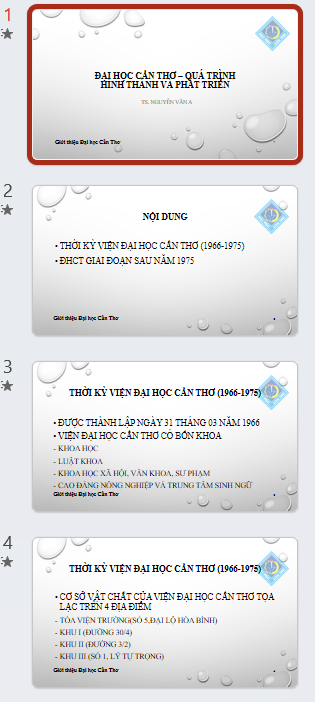 1
ĐẠI HỌC CẦN THƠ – QUÁ TRÌNH
HÌNH THÀNH VÀ PHÁT TRIỂN
TS. NGUYỄN VĂN A
Giới thiệu Đại học Cần Thơ
2
NỘI DUNG
• THỜI KỲ VIỆN ĐẠI HỌC CẦN THƠ (1966-1975)
• ĐHCT GIAI ĐOẠN SAU NĂM 1975
Giới thiệu Đại học Cần Thơ
3
THỜI KỲ VIỆN ĐẠI HỌC CẦN THƠ (1966-1975)
• ĐƯỢC THÀNH LẬP NGÀY 31 THÁNG 03 NĂM 1966
• VIỆN ĐẠI HỌC CẦN THƠ CÓ BỐN KHOA
- KHOA HỌC
- LUẬT KHOA
- KHOA HỌC XÃ HỘI, VĂN KHOA, SƯ PHẠM
- CAO ĐẲNG NÔNG NGHIỆP VÀ TRUNG TÂM SINH NGỮ
Giới thiệu Đại học Cần Thơ
4
THỜI KỲ VIỆN ĐẠI HỌC CẦN THƠ (1966-1975)
• CƠ SỞ VẬT CHẤT CỦA VIỆN ĐẠI HỌC CẦN THƠ TỌA
LẠC TRÊN 4 ĐỊA ĐIỂM
- TÒA VIỆN TRƯỞNG(SỐ 5,ĐẠI LỘ HÒA BÌNH)
- KHU I (ĐƯỜNG 30/4)
- KHU II (ĐƯỜNG 3/2)
- KHU III (SỐ 1, LÝ TỰ TRỌNG)
Giới thiệu Đại học Cần Thơ